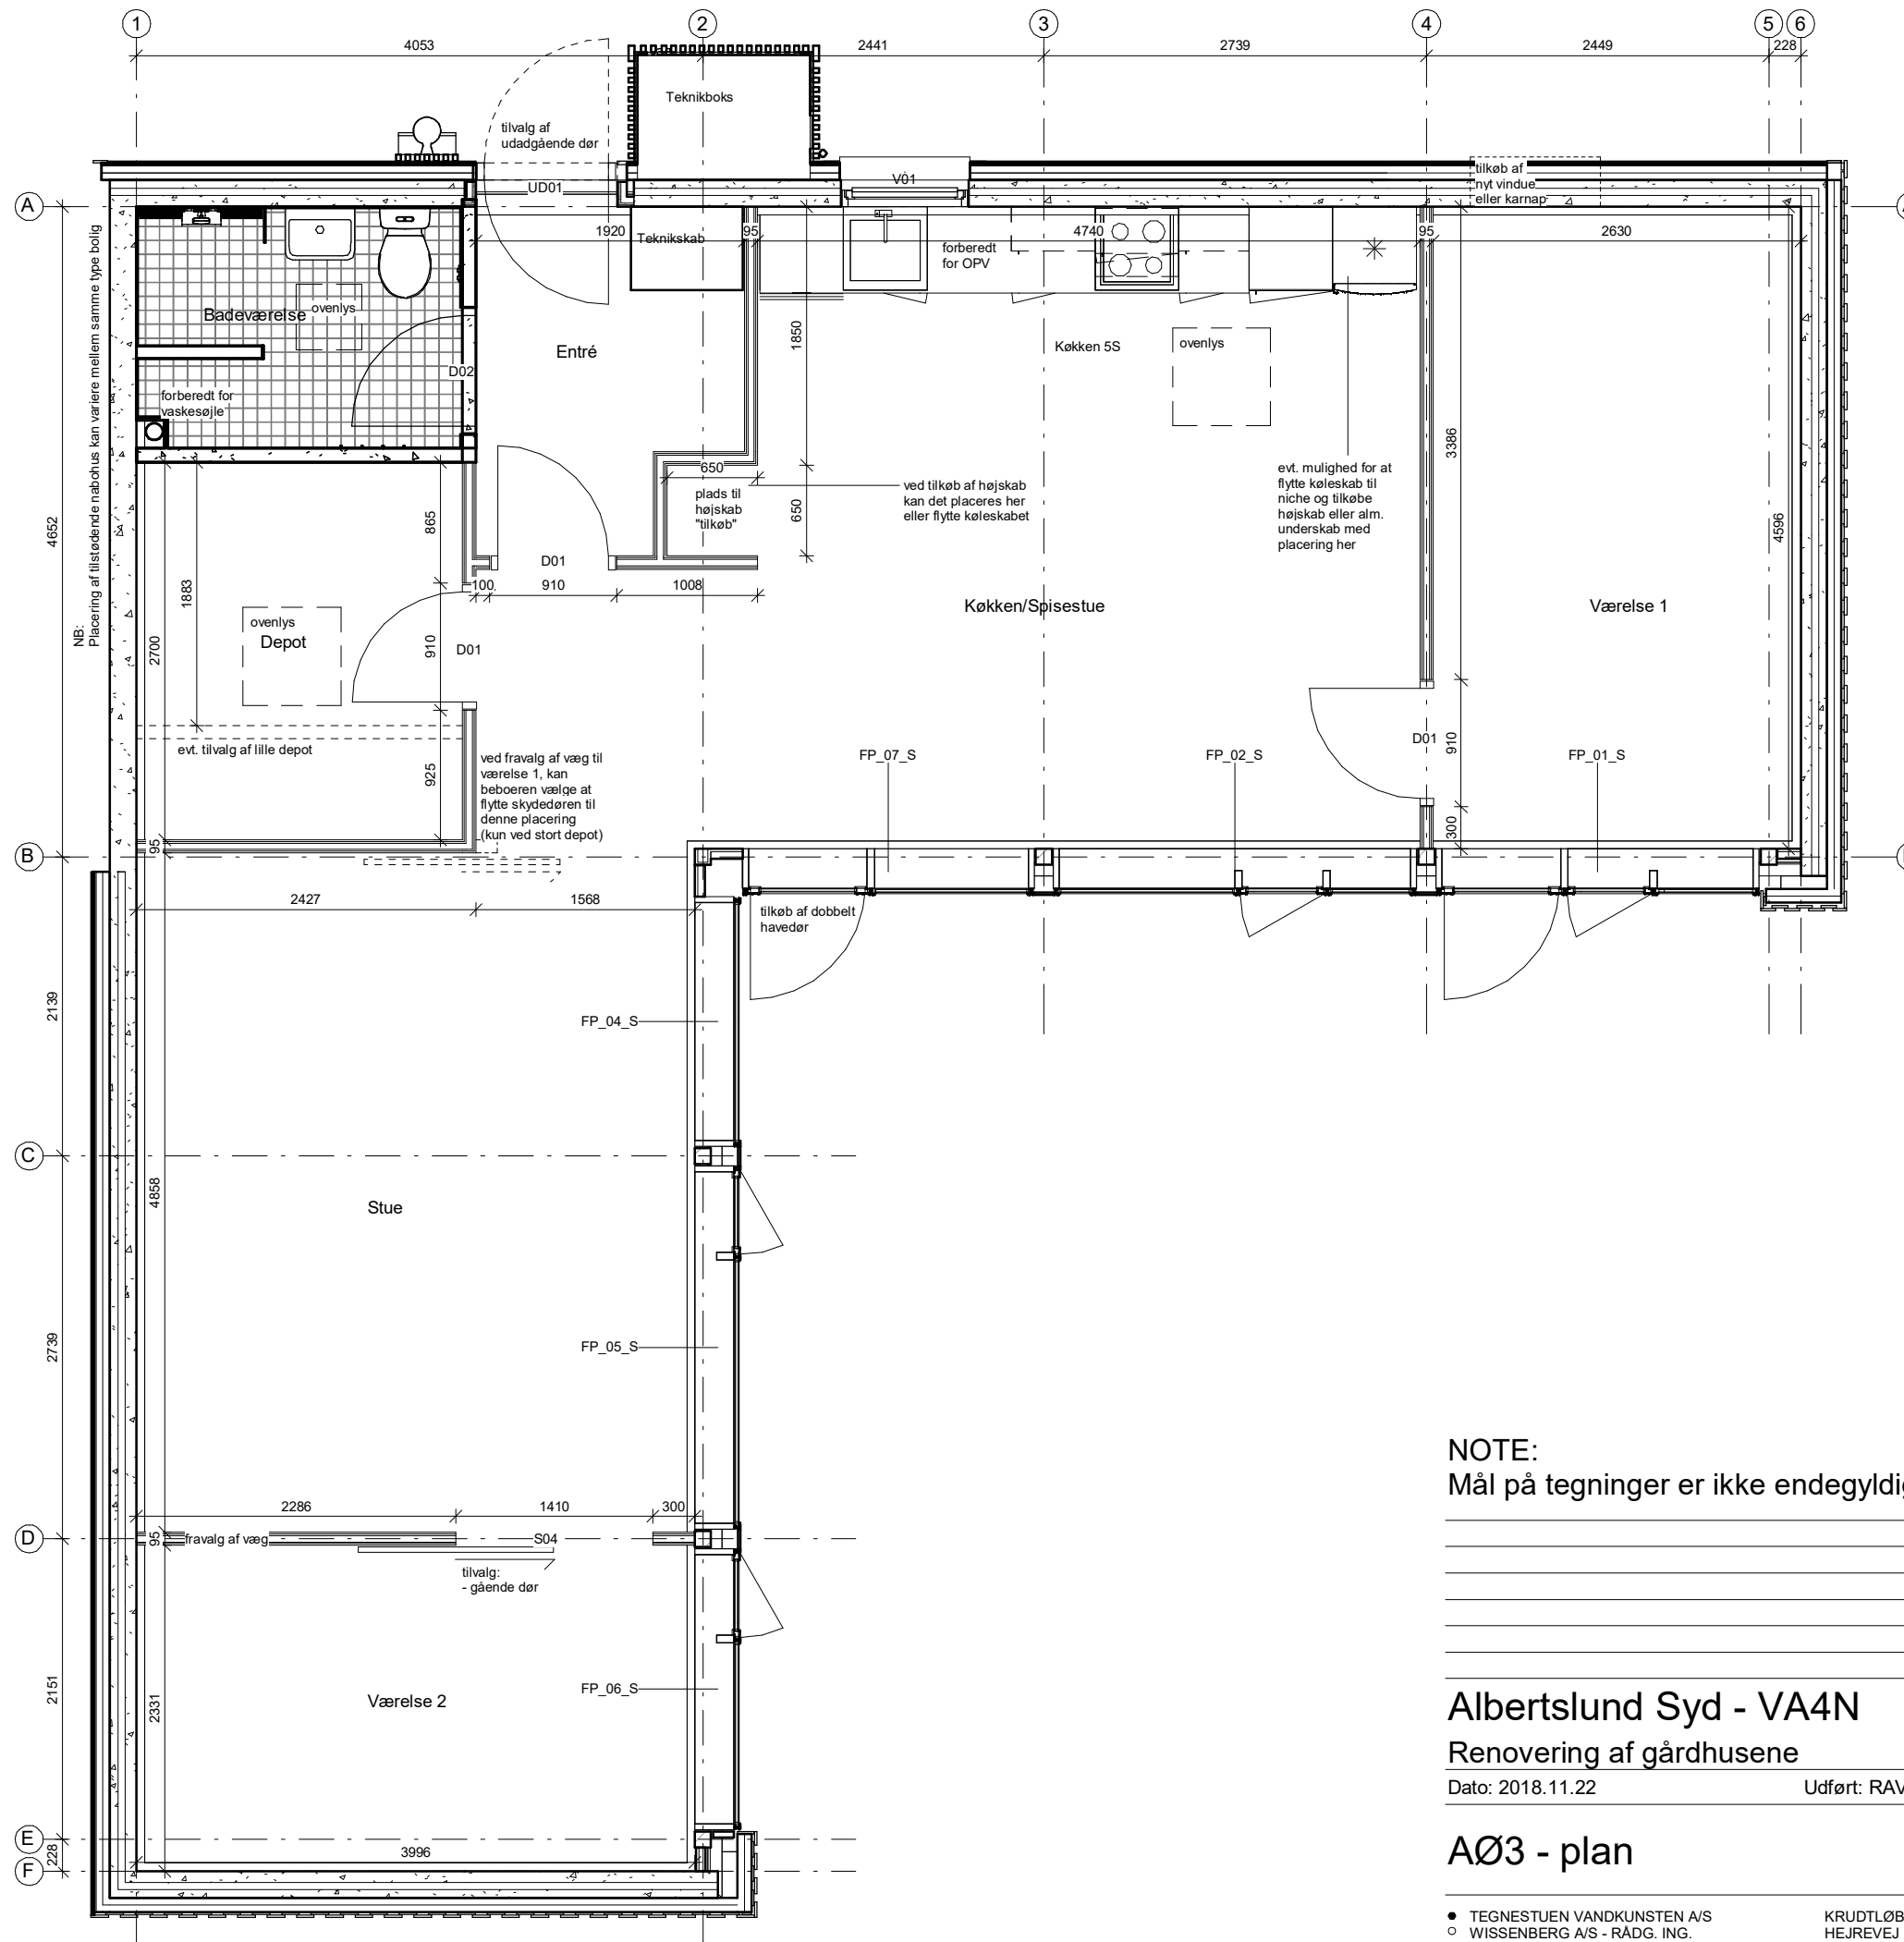 1
2
3
4
5
6
4053
2441
2739
2449
228
Teknikboks
tilvalg af
udadgående dør
UD01
V01
tilkøb af
nyt vindue
eller karnap
A
1920
Teknikskab
95
4740
95
2630
forberedt
for OPV
Badeværelse
ovenlys
Entré
1850
Køkken 5S
ovenlys
D02
forberedt for
vaskesøjle
NB:
Placering af tilstødende nabohus kan variere mellem samme type bolig
4652
3386
4596
650
plads til
højskab
"tilkøb"
650
ved tilkøb af højskab
kan det placeres her
eller flytte køleskabet
evt. mulighed for at
flytte køleskab til
niche og tilkøbe
højskab eller alm.
underskab med
placering her
865
1883
D01
100
910
1008
ovenlys
Depot
2700
910
D01
Køkken/Spisestue
Værelse 1
evt. tilvalg af lille depot
925
95
ved fravalg af væg til
værelse 1, kan
beboeren vælge at
flytte skydedøren til
denne placering
(kun ved stort depot)
FP_07_S
FP_02_S
D01
910
300
FP_01_S
B
2427
1568
tilkøb af dobbelt
havedør
2139
FP_04_S
C
4858
Stue
2739
FP_05_S
2286
1410
300
D
95
fravalg af væg
S04
tilvalg:
- gående dør
2151
2331
Værelse 2
FP_06_S
E
228
F
3996
NOTE:
Mål på tegninger er ikke endegyldig
Albertslund Syd - VA4N
Renovering af gårdhusene
Dato: 2018.11.22
Udført: RAV
AØ3 - plan
TEGNESTUEN VANDKUNSTEN A/S
KRUDTLØB
WISSENBERG A/S - RÅDG. ING.
HEJREVEJ